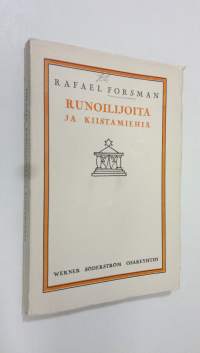 RAFAEL FORSMAN
RUNOILIJOITA
JA KIISTAMIEHIÄ
WERNER SÖDERSTRÖM OSAKEYHTIÖ